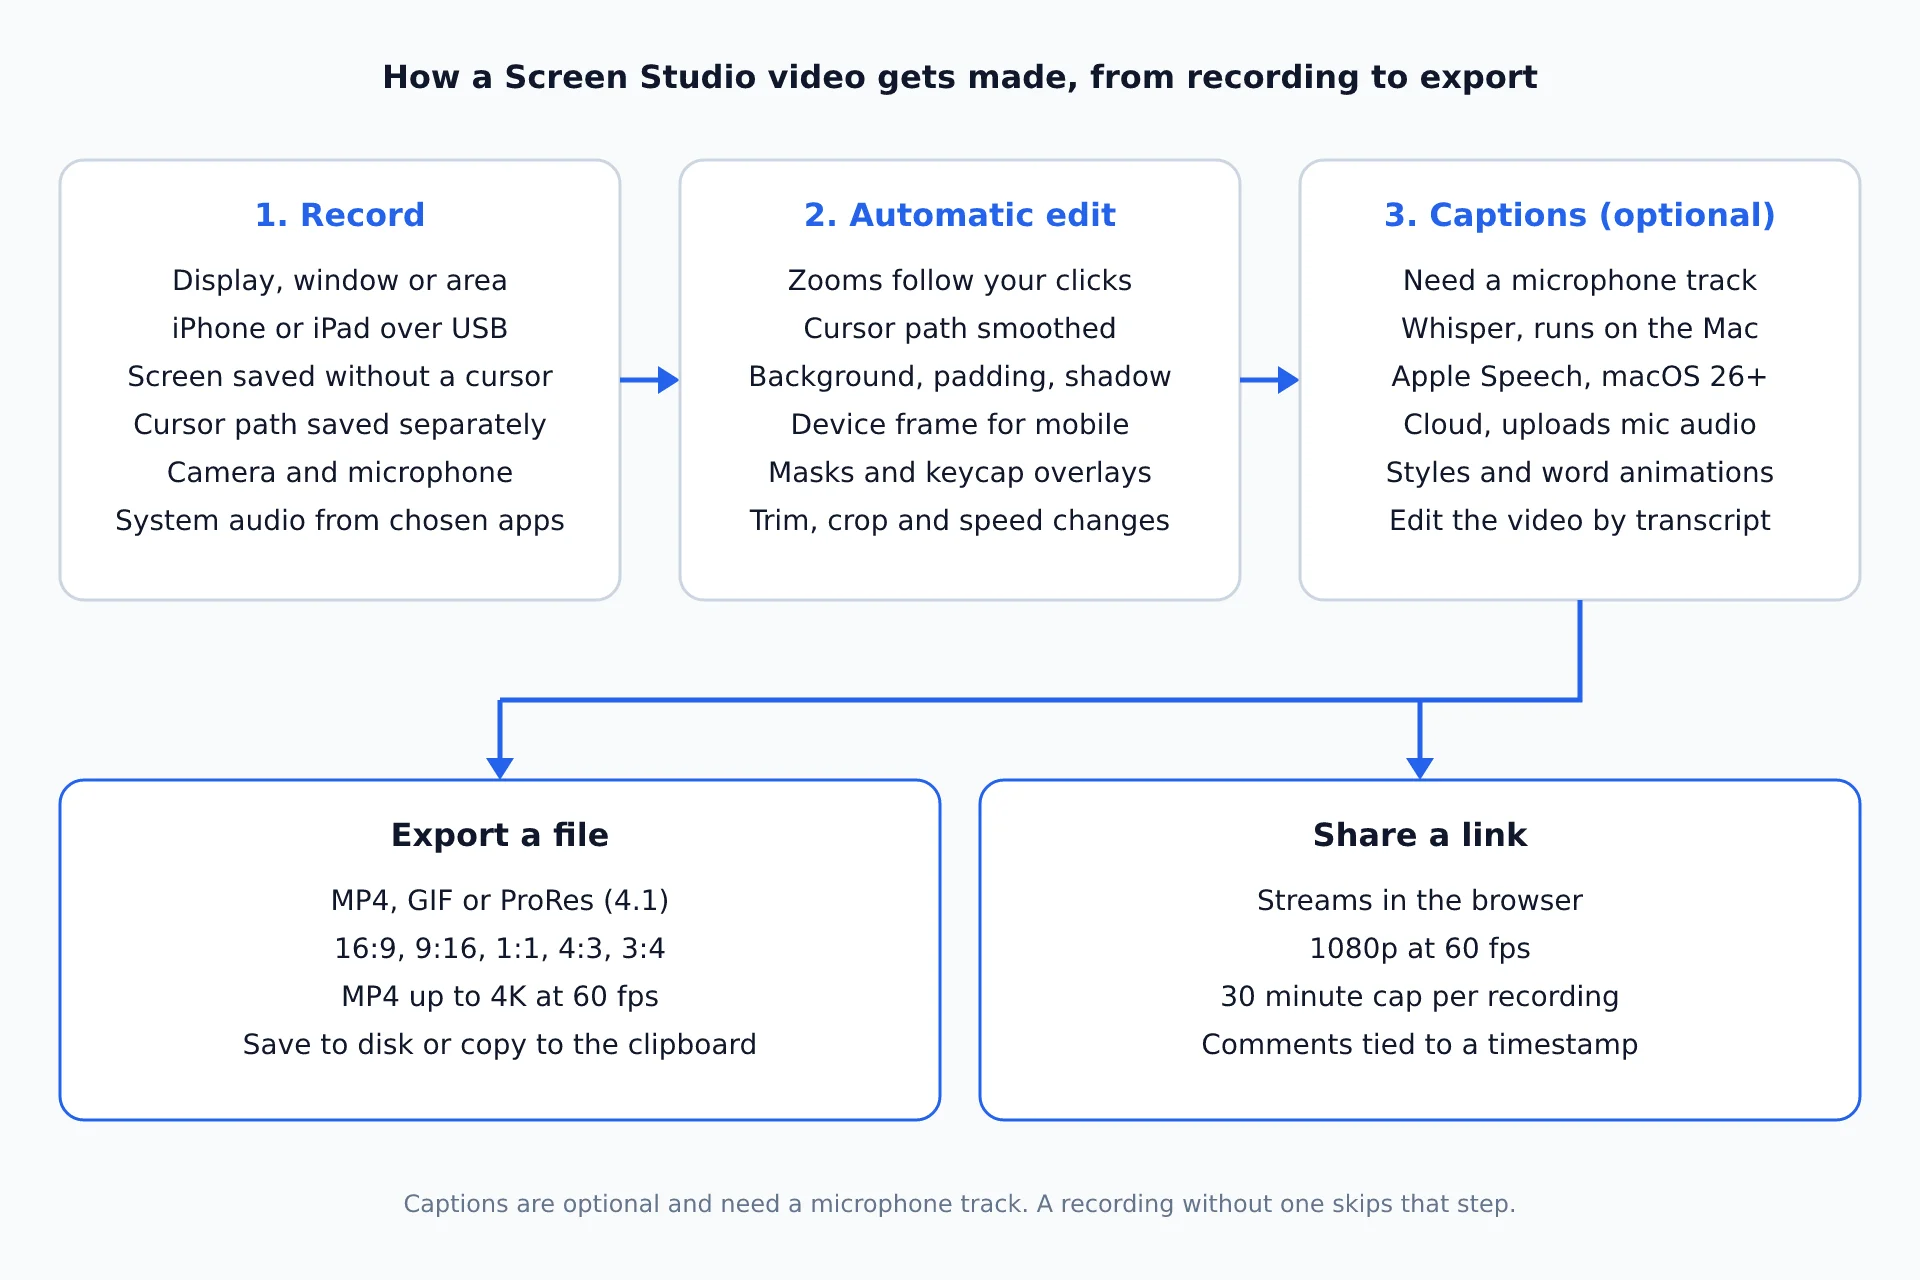 How a Screen Studio video gets made, from recording to export
1. Record
Display, window or area
iPhone or iPad over USB
Screen saved without a cursor
Cursor path saved separately
Camera and microphone
System audio from chosen apps
2. Automatic edit
Zooms follow your clicks
Cursor path smoothed
Background, padding, shadow
Device frame for mobile
Masks and keycap overlays
Trim, crop and speed changes
3. Captions (optional)
Need a microphone track
Whisper, runs on the Mac
Apple Speech, macOS 26+
Cloud, uploads mic audio
Styles and word animations
Edit the video by transcript
Export a file
MP4, GIF or ProRes (4.1)
16:9, 9:16, 1:1, 4:3, 3:4
MP4 up to 4K at 60 fps
Save to disk or copy to the clipboard
Share a link
Streams in the browser
1080p at 60 fps
30 minute cap per recording
Comments tied to a timestamp
Captions are optional and need a microphone track. A recording without one skips that step.